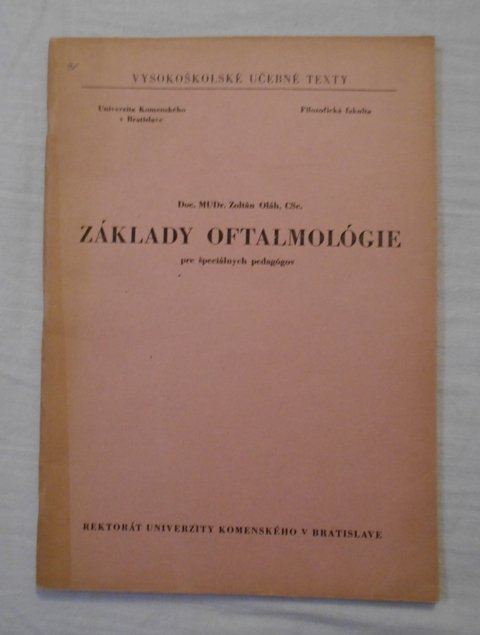 VYSOKOŠKOLSKÉ UČEBNÉ TEXTY
Univerzita Komenského
v Bratislave
Filozofická fakulta
Doc. MUDr. Zoltán Oláh, CSc.
ZÁKLADY OFTALMOLÓGIE
pre špeciálnych pedagógov
REKTORÁT UNIVERZITY KOMENSKÉHO V BRATISLAVE